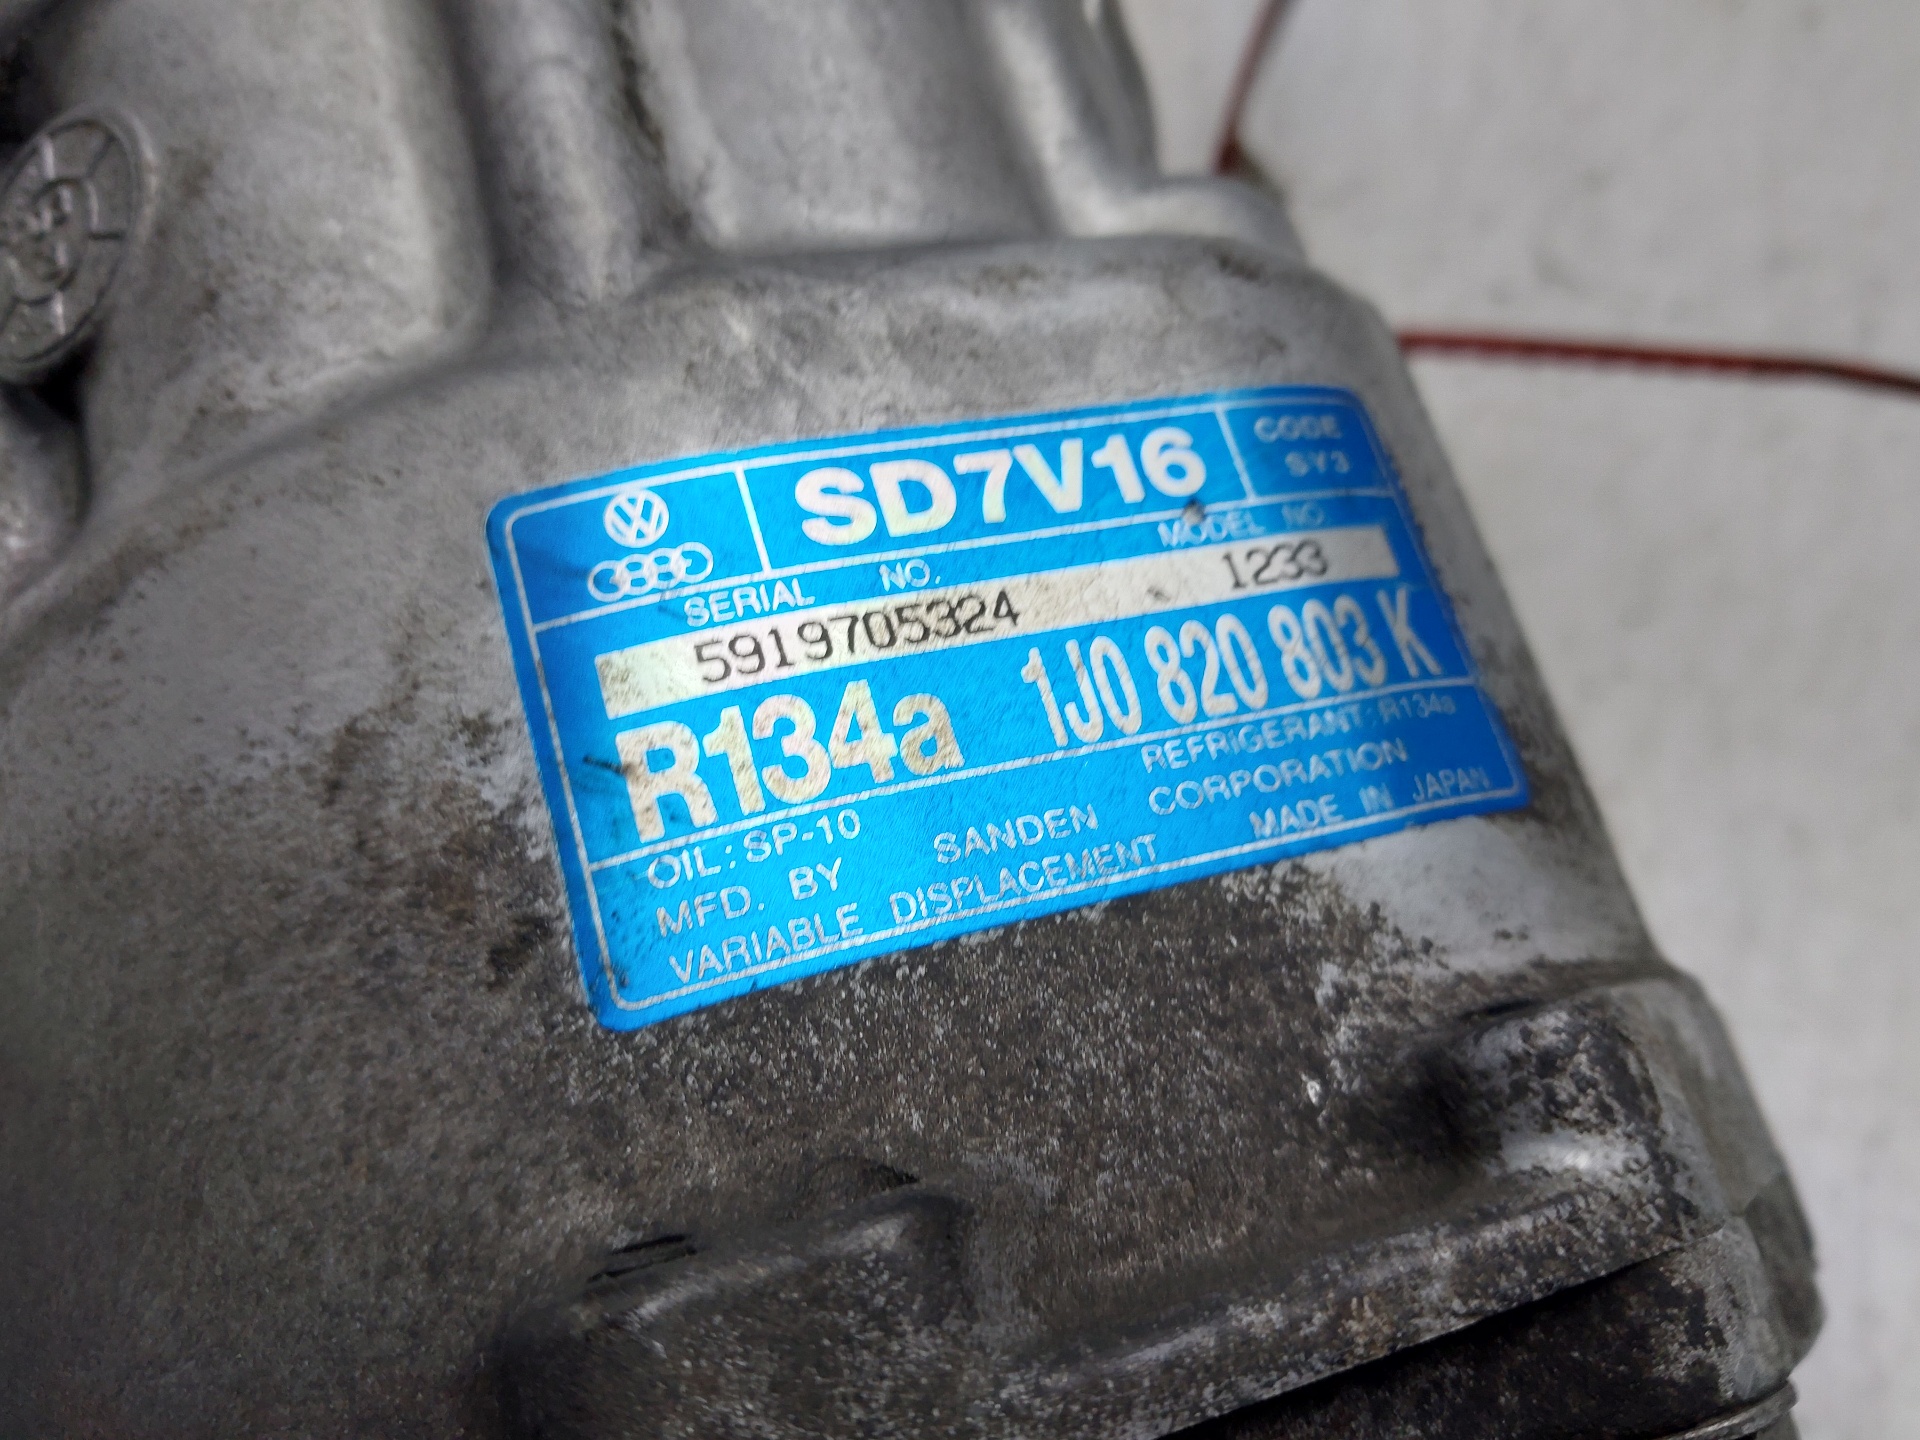 SD7V16
CODE
SY3
SERIAL NO.
MODEL NO.
5919705324
1233
R134a
1J0 820 803 K
OIL: SP-10
REFRIGERANT: R134a
MFD. BY SANDEN CORPORATION
VARIABLE DISPLACEMENT
MADE IN JAPAN